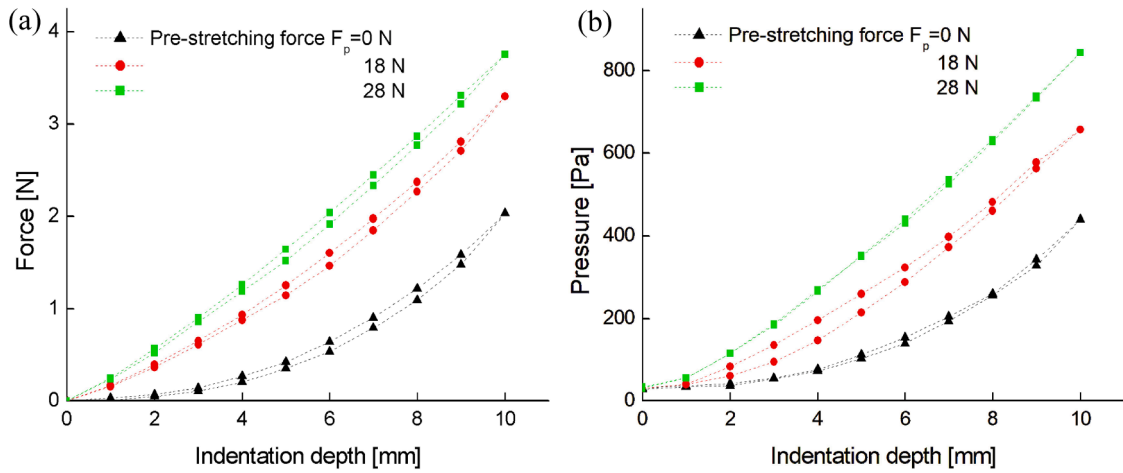 (a)
Pre-stretching force Fp=0 N
18 N
28 N
4
3
2
1
0
Force [N]
0 2 4 6 8 10
Indentation depth [mm]
(b)
Pre-stretching force Fp=0 N
18 N
28 N
800
600
400
200
0
Pressure [Pa]
0 2 4 6 8 10
Indentation depth [mm]